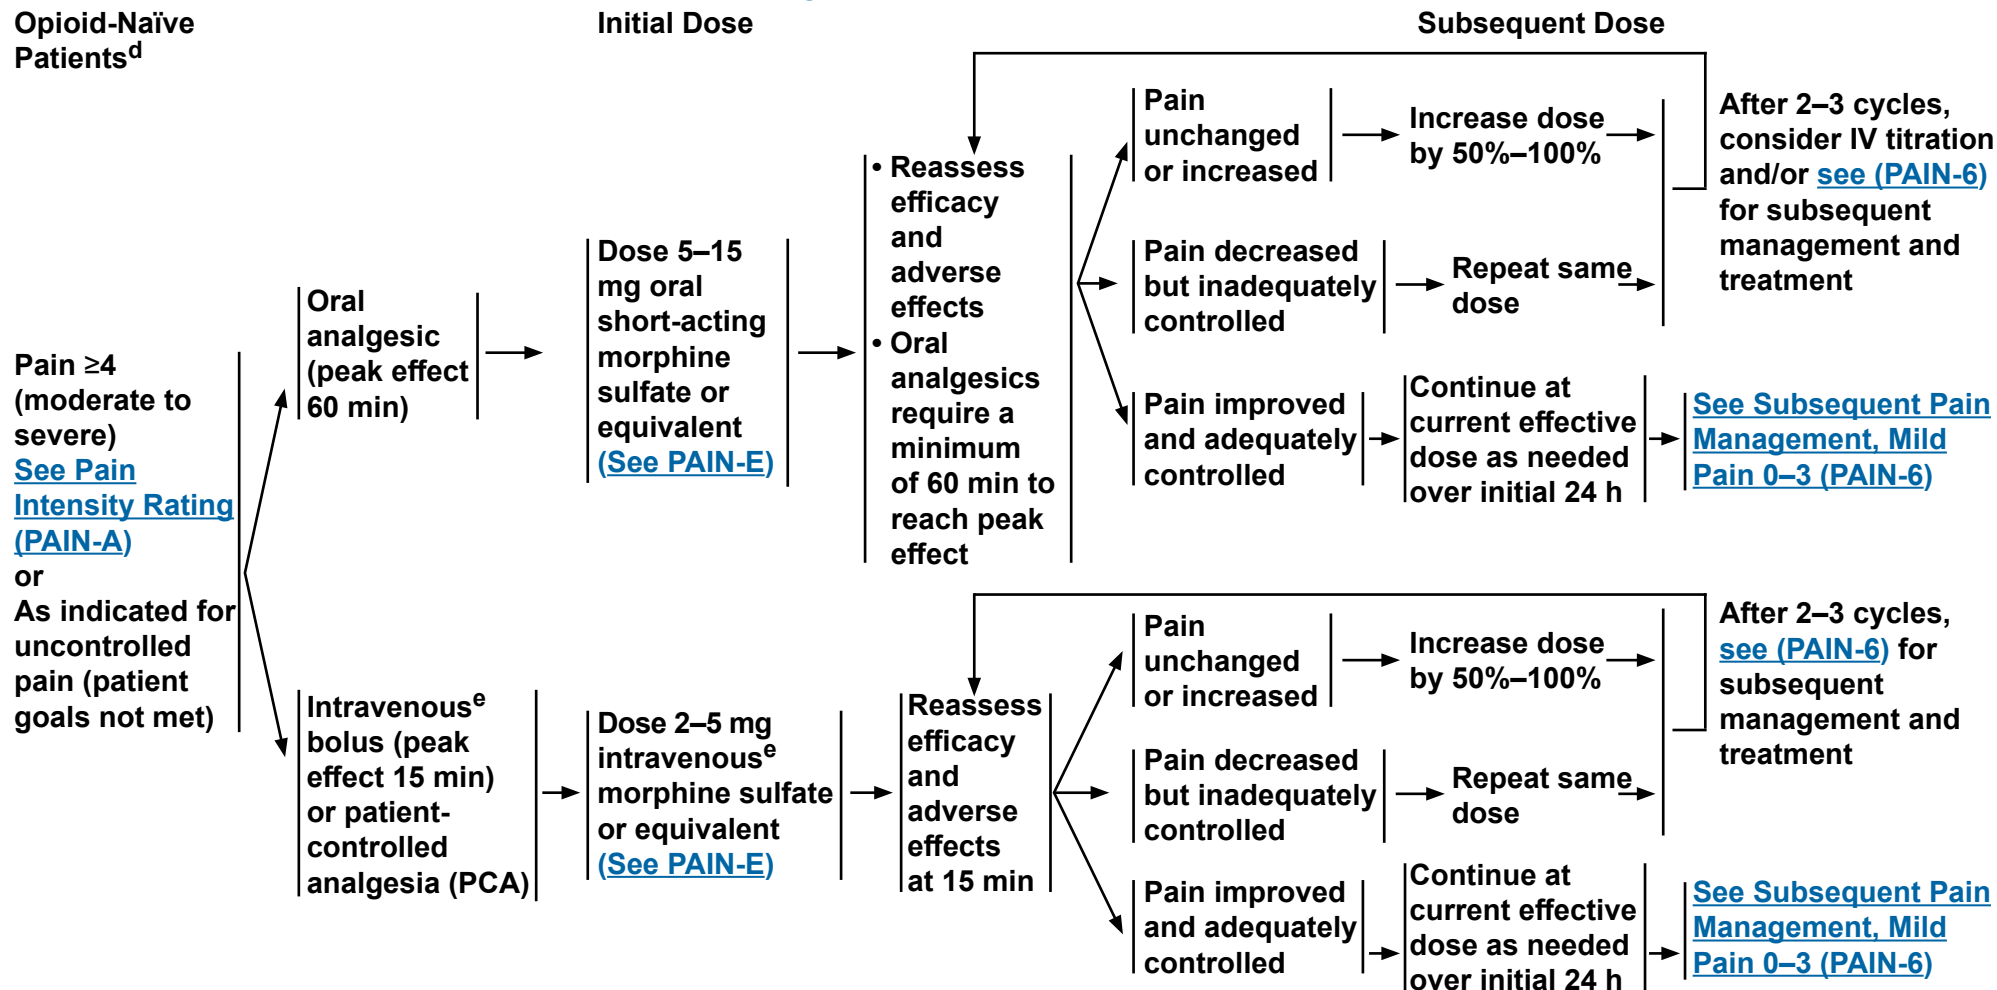 Opioid-Naïve
Patientsd
Initial Dose
Subsequent Dose
Pain ≥4
(moderate to
severe)
See Pain
Intensity Rating
(PAIN-A)
or
As indicated for
uncontrolled
pain (patient
goals not met)
Oral
analgesic
(peak effect
60 min)
Dose 5–15
mg oral
short-acting
morphine
sulfate or
equivalent
(See PAIN-E)
• Reassess
efficacy
and
adverse
effects
• Oral
analgesics
require a
minimum
of 60 min to
reach peak
effect
Pain
unchanged
or increased
Increase dose
by 50%–100%
Pain decreased
but inadequately
controlled
Repeat same
dose
After 2–3 cycles,
consider IV titration
and/or see (PAIN-6)
for subsequent
management and
treatment
Pain improved
and adequately
controlled
Continue at
current effective
dose as needed
over initial 24 h
See Subsequent Pain
Management, Mild
Pain 0–3 (PAIN-6)
Intravenouse
bolus (peak
effect 15 min)
or patient-
controlled
analgesia (PCA)
Dose 2–5 mg
intravenouse
morphine sulfate
or equivalent
(See PAIN-E)
Reassess
efficacy
and
adverse
effects
at 15 min
Pain
unchanged
or increased
Increase dose
by 50%–100%
Pain decreased
but inadequately
controlled
Repeat same
dose
After 2–3 cycles,
see (PAIN-6) for
subsequent
management and
treatment
Pain improved
and adequately
controlled
Continue at
current effective
dose as needed
over initial 24 h
See Subsequent Pain
Management, Mild
Pain 0–3 (PAIN-6)